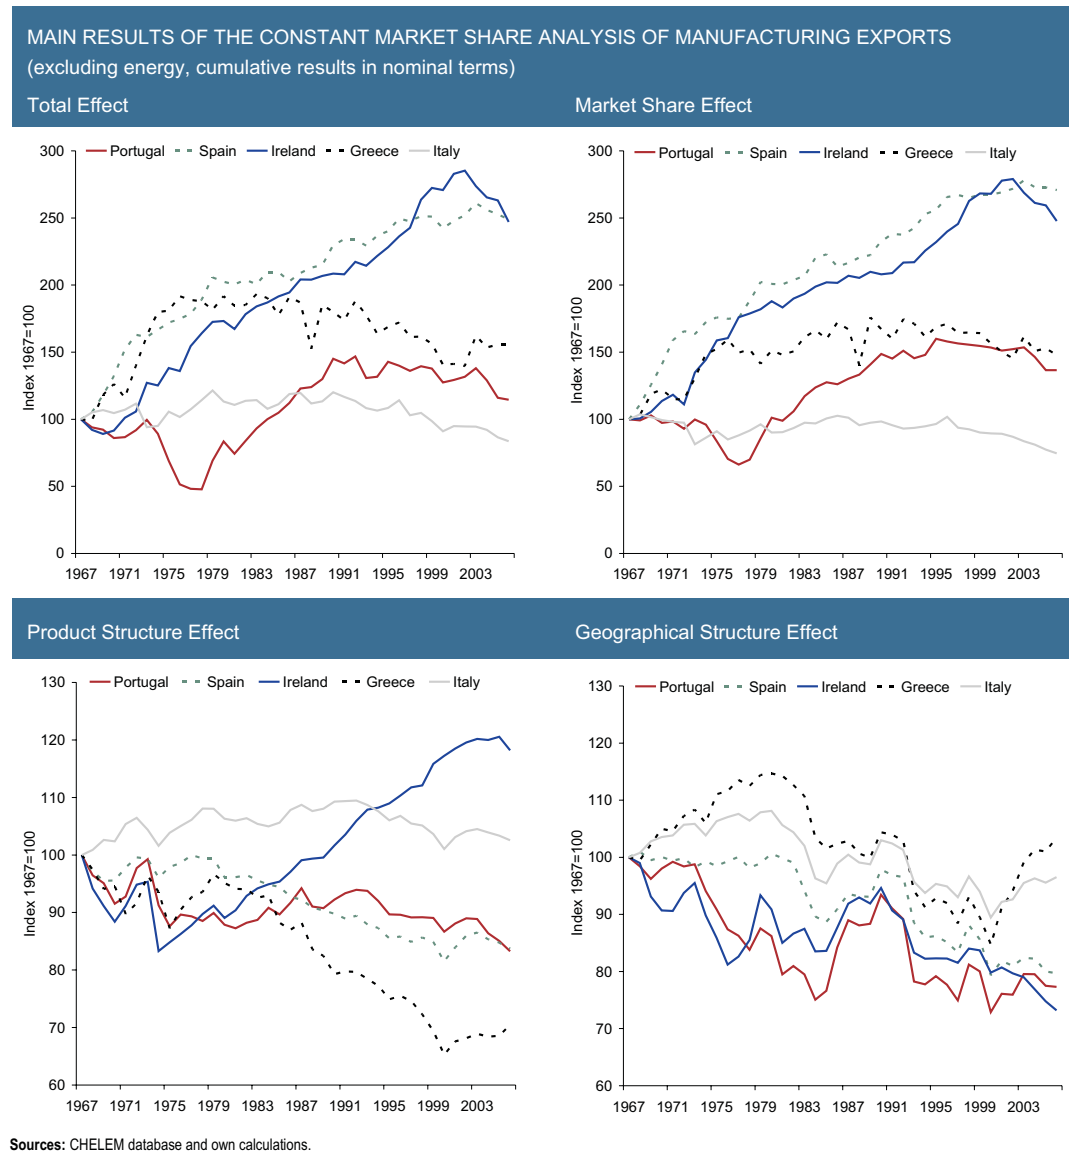 MAIN RESULTS OF THE CONSTANT MARKET SHARE ANALYSIS OF MANUFACTURING EXPORTS
(excluding energy, cumulative results in nominal terms)
Total Effect
Market Share Effect
Portugal Spain Ireland Greece Italy
300
250
200
150
100
50
0
Index 1967=100
1967 1971 1975 1979 1983 1987 1991 1995 1999 2003
Portugal Spain Ireland Greece Italy
300
250
200
150
100
50
0
Index 1967=100
1967 1971 1975 1979 1983 1987 1991 1995 1999 2003
Product Structure Effect
Geographical Structure Effect
Portugal Spain Ireland Greece Italy
130
120
110
100
90
80
70
60
Index 1967=100
1967 1971 1975 1979 1983 1987 1991 1995 1999 2003
Portugal Spain Ireland Greece Italy
130
120
110
100
90
80
70
60
Index 1967=100
1967 1971 1975 1979 1983 1987 1991 1995 1999 2003
Sources: CHELEM database and own calculations.